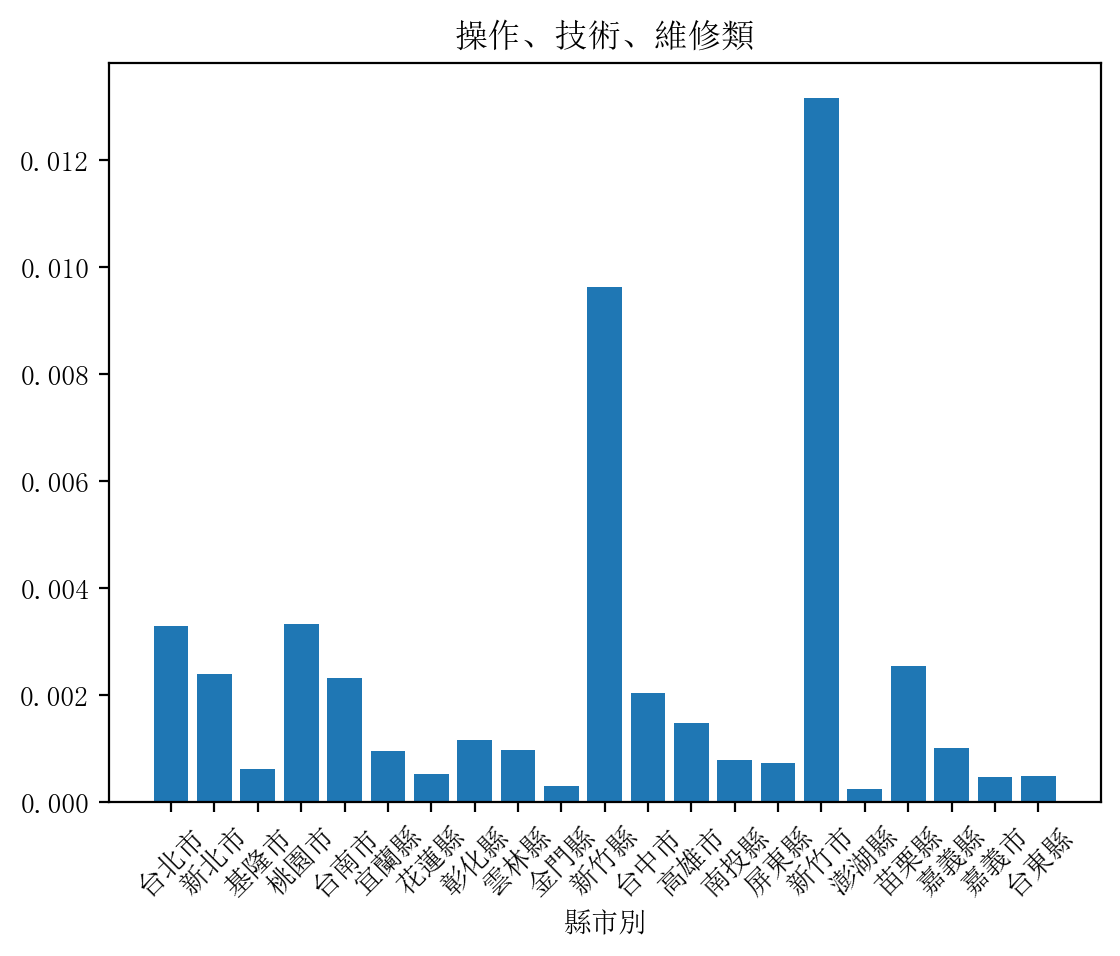 操作、技術、維修類
0.012
0.010
0.008
0.006
0.004
0.002
0.000
台北市
新北市
基隆市
桃園市
台南市
宜蘭縣
花蓮縣
彰化縣
雲林縣
金門縣
新竹縣
台中市
高雄市
南投縣
屏東縣
新竹市
澎湖縣
苗栗縣
嘉義縣
嘉義市
台東縣
縣市別